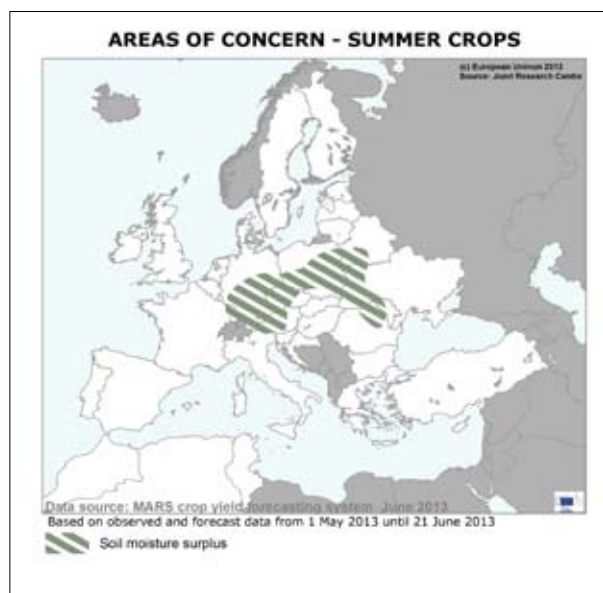 AREAS OF CONCERN - SUMMER CROPS
(c) European Union 2013
Source: Joint Research Centre
Data source: MARS crop yield forecasting system June 2013
Based on observed and forecast data from 1 May 2013 until 21 June 2013
Soil moisture surplus